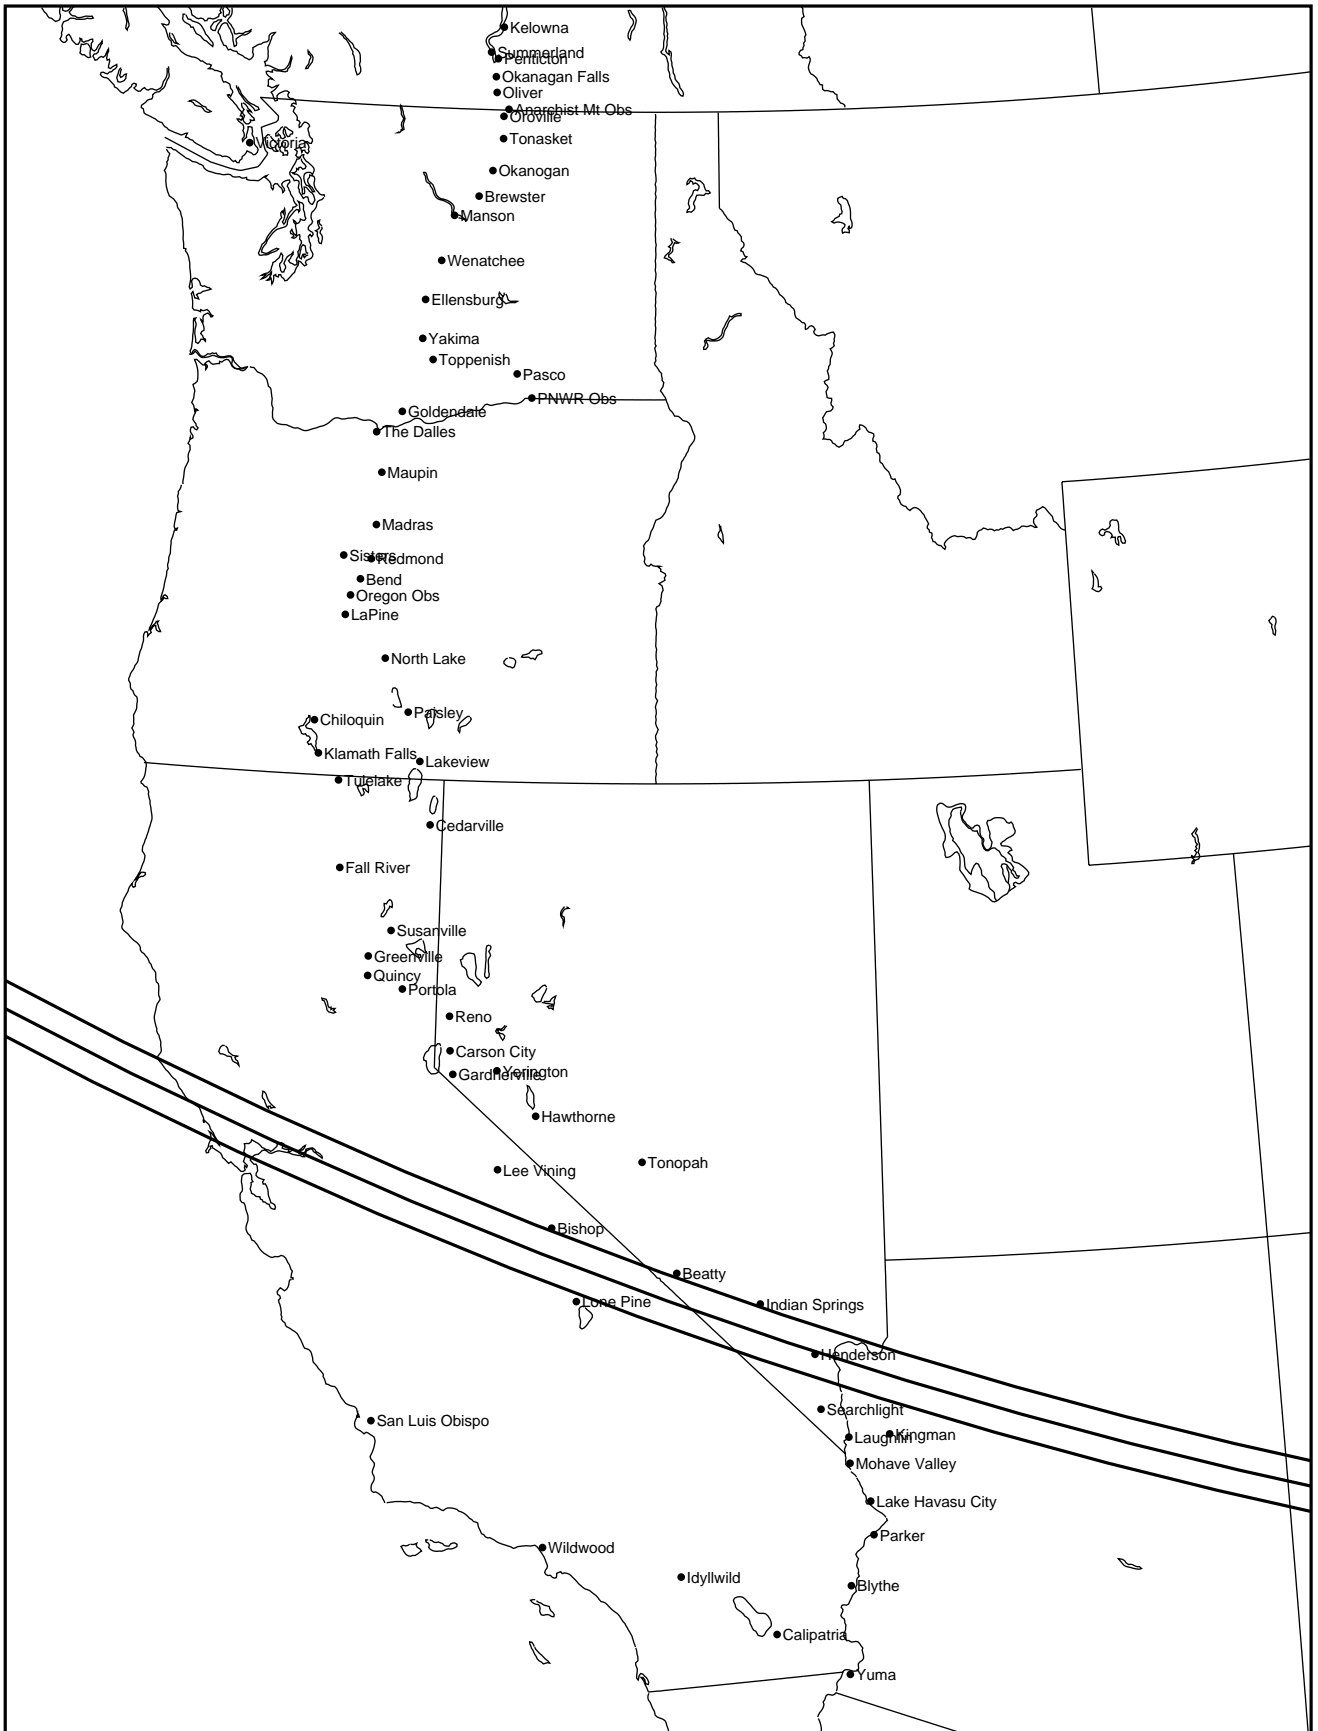 Kelowna
Summerland
Penticton
Okanagan Falls
Oliver
Anarchist Mt Obs
Oroville
Tonasket
Victoria
Okanogan
Brewster
Manson
Wenatchee
Ellensburg
Yakima
Toppenish
Pasco
PNWR Obs
Goldendale
The Dalles
Maupin
Madras
Sisters
Redmond
Bend
Oregon Obs
LaPine
North Lake
Paisley
Chiloquin
Klamath Falls
Lakeview
Tulelake
Cedarville
Fall River
Susanville
Greenville
Quincy
Portola
Reno
Carson City
Yerington
Gardnerville
Hawthorne
Tonopah
Lee Vining
Bishop
Beatty
Lone Pine
Indian Springs
Henderson
Searchlight
San Luis Obispo
Kingman
Laughlin
Mohave Valley
Lake Havasu City
Parker
Wildwood
Idyllwild
Blythe
Calipatria
Yuma